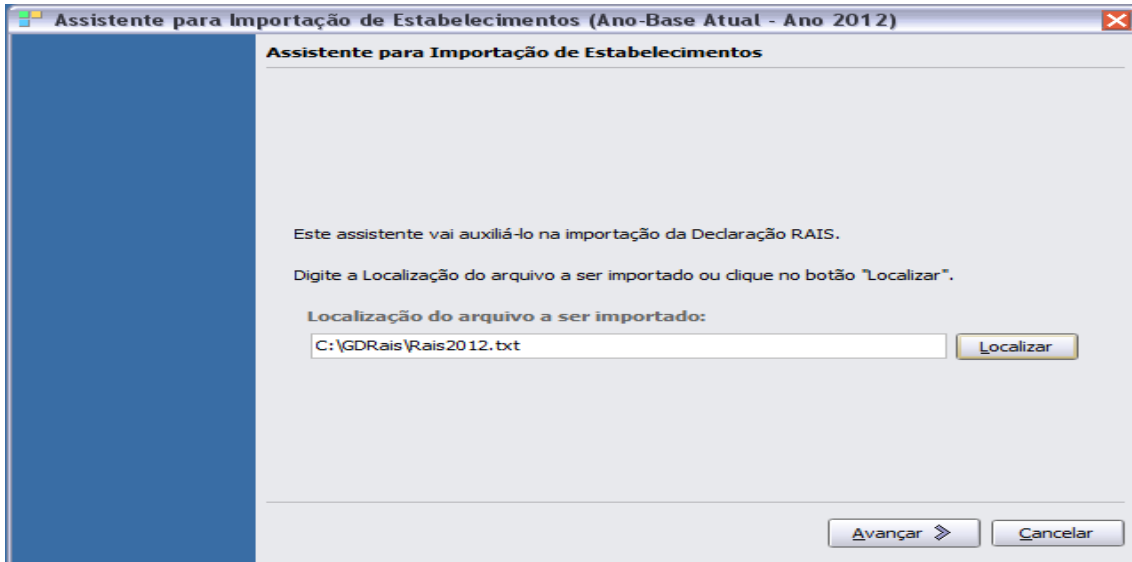 Assistente para Importação de Estabelecimentos (Ano-Base Atual - Ano 2012)
Assistente para Importação de Estabelecimentos
Este assistente vai auxiliá-lo na importação da Declaração RAIS.
Digite a Localização do arquivo a ser importado ou clique no botão "Localizar".
Localização do arquivo a ser importado:
C:\GDRais\Rais2012.txt
Localizar
Avançar
Cancelar